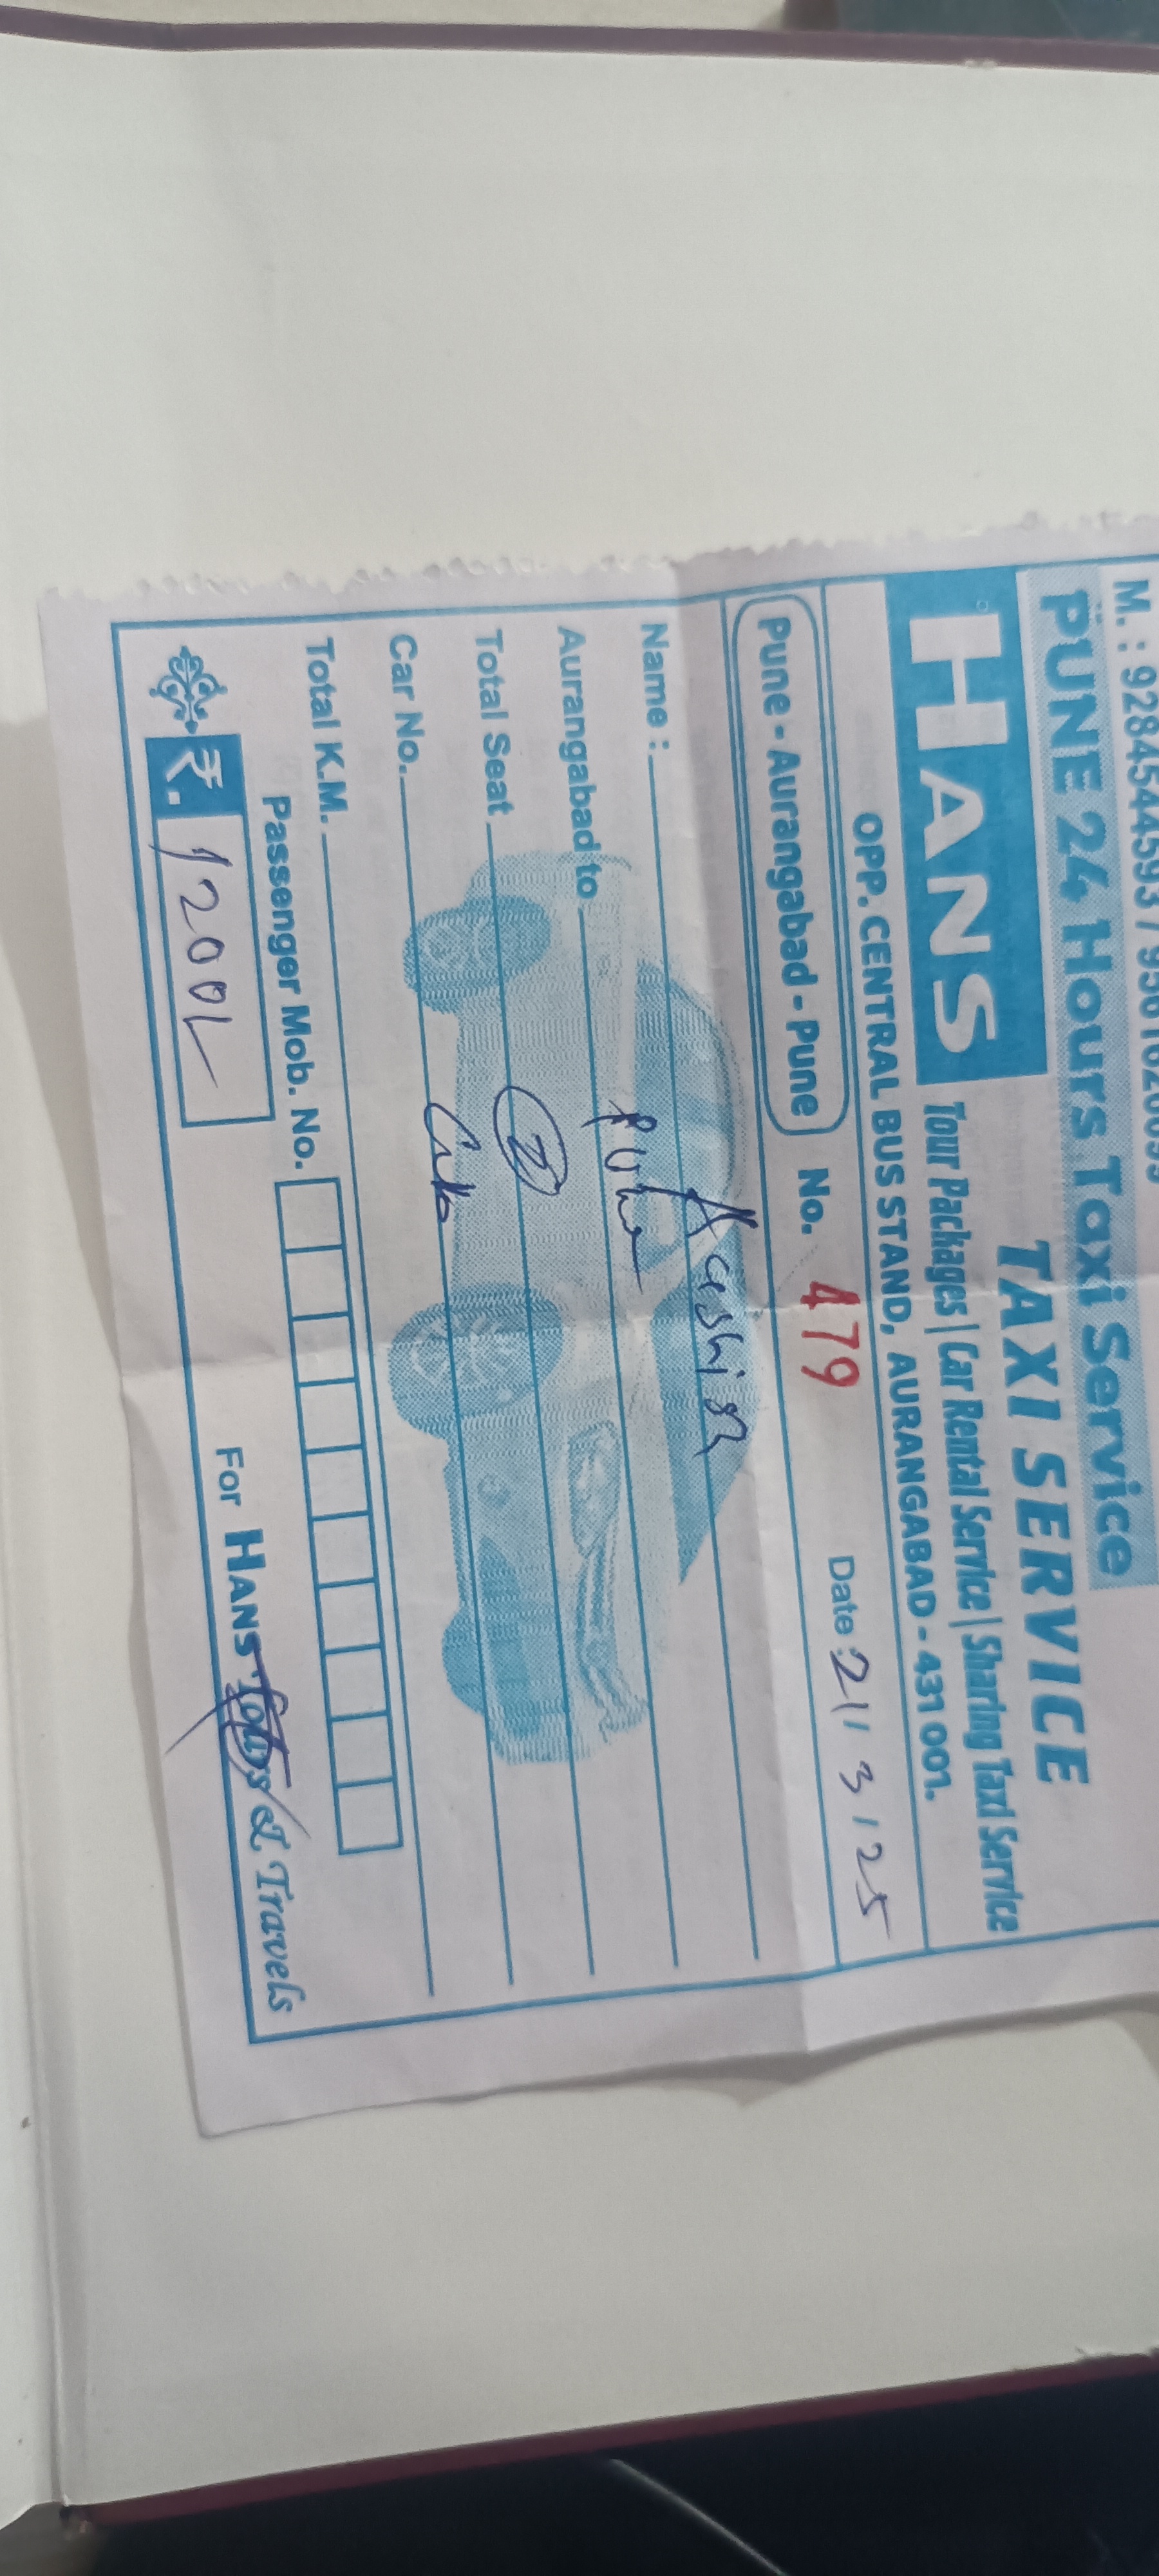 M. : 9284544593 / 9561620099
PUNE 24 HOURS Taxi Service
HANS TAXI SERVICE
Tour Packages | Car Rental Service | Sharing Taxi Service
OPP. CENTRAL BUS STAND, AURANGABAD - 431 001.
Pune - Aurangabad - Pune No. 479 Date : 21/3/25
Name : Aashish
Aurangabad to Pune
Total Seat 2
Car No.
Total K.M.
Passenger Mob. No.
₹. 1200/-
For HANS Tours & Travels